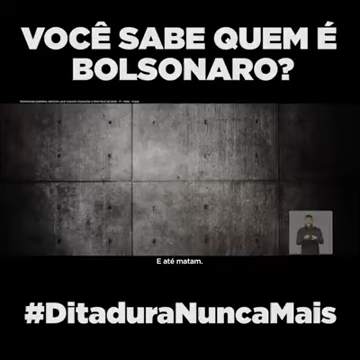 VOCÊ SABE QUEM É
BOLSONARO?
E até matam.
#DitaduraNuncaMais